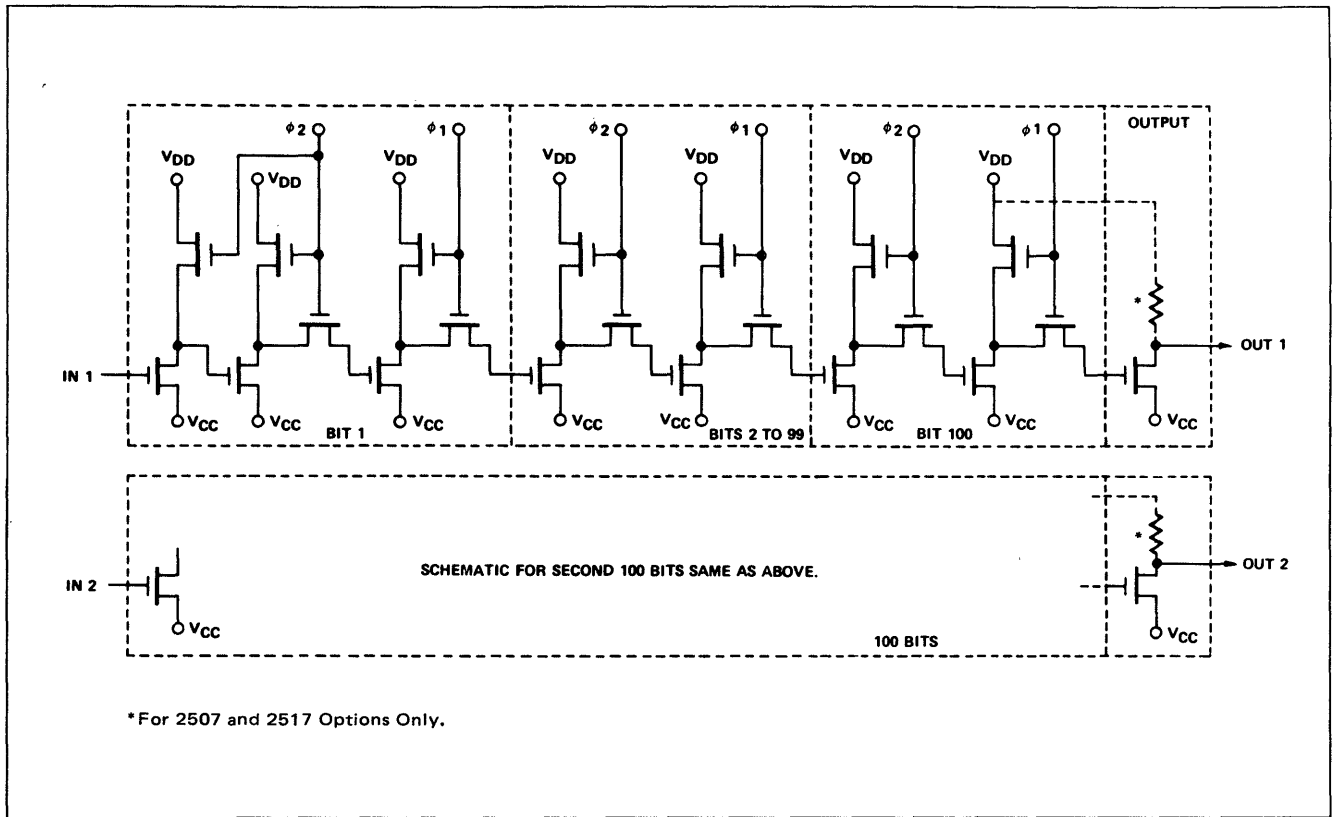 φ2 φ1 φ2 φ1 φ2 φ1 OUTPUT
VDD VDD VDD VDD VDD VDD VDD
*
OUT 1
IN 1
VCC VCC VCC VCC VCC VCC VCC VCC
BIT 1 BITS 2 TO 99 BIT 100
*
SCHEMATIC FOR SECOND 100 BITS SAME AS ABOVE.
OUT 2
IN 2
VCC VCC
100 BITS
*For 2507 and 2517 Options Only.